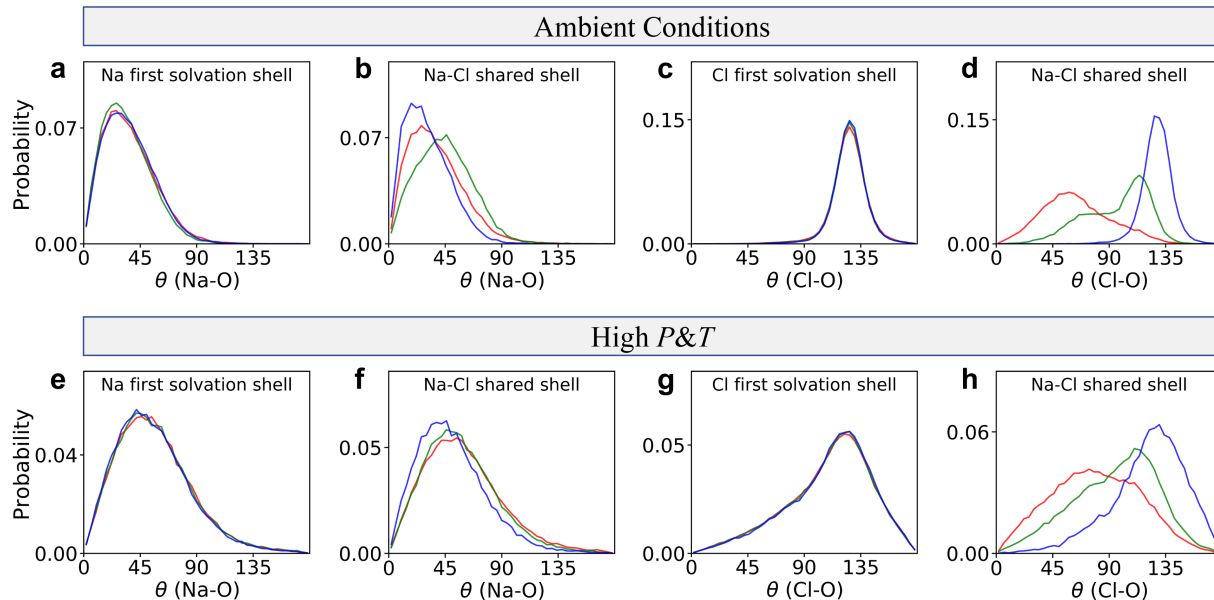 Ambient Conditions
a
Na first solvation shell
b
Na-Cl shared shell
c
Cl first solvation shell
d
Na-Cl shared shell
Probability
0.07
0.00
0 45 90 135
θ (Na-O)
0.07
0.00
0 45 90 135
θ (Na-O)
0.15
0.00
0 45 90 135
θ (Cl-O)
0.15
0.00
0 45 90 135
θ (Cl-O)
High P&T
e
Na first solvation shell
f
Na-Cl shared shell
g
Cl first solvation shell
h
Na-Cl shared shell
Probability
0.04
0.00
0 45 90 135
θ (Na-O)
0.05
0.00
0 45 90 135
θ (Na-O)
0.05
0.00
0 45 90 135
θ (Cl-O)
0.06
0.00
0 45 90 135
θ (Cl-O)